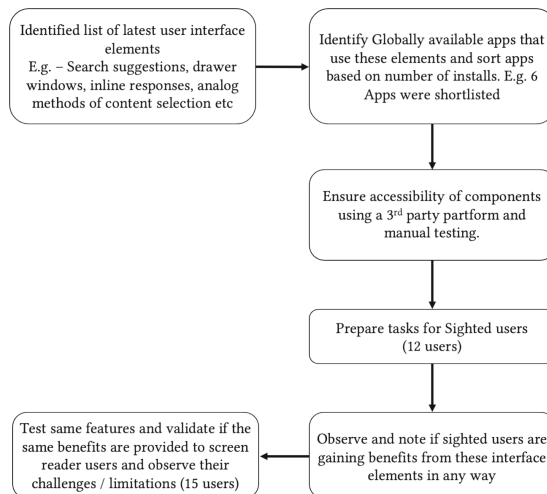 Identified list of latest user interface
elements
E.g. – Search suggestions, drawer
windows, inline responses, analog
methods of content selection etc
Identify Globally available apps that
use these elements and sort apps
based on number of installs. E.g. 6
Apps were shortlisted
Ensure accessibility of components
using a 3rd party partform and
manual testing.
Prepare tasks for Sighted users
(12 users)
Observe and note if sighted users are
gaining benefits from these interface
elements in any way
Test same features and validate if the
same benefits are provided to screen
reader users and observe their
challenges / limitations (15 users)